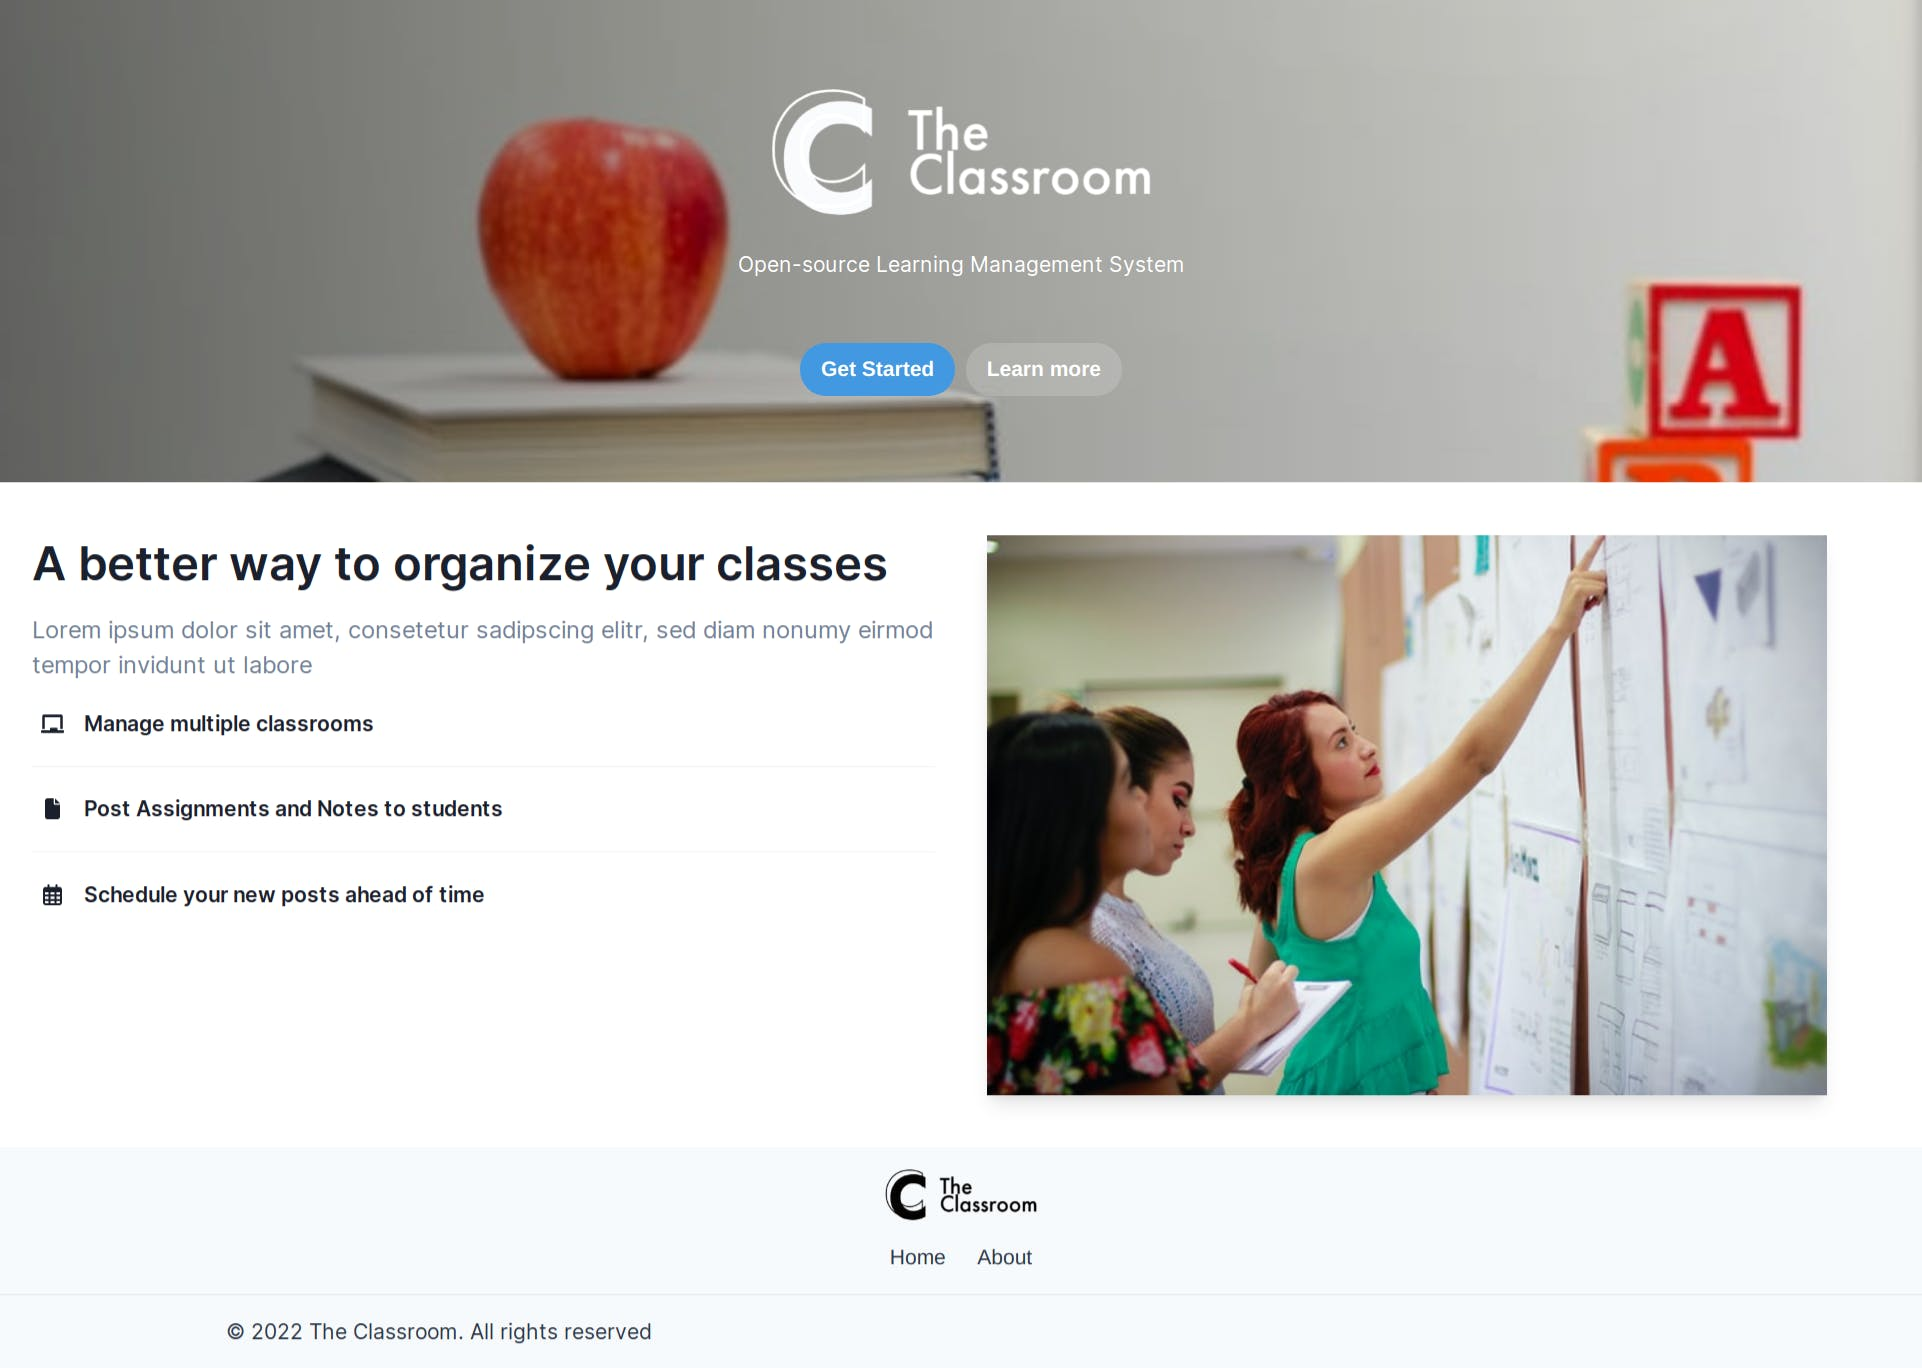 The
Classroom
Open-source Learning Management System
Get Started
Learn more
A
A better way to organize your classes
Lorem ipsum dolor sit amet, consetetur sadipscing elitr, sed diam nonumy eirmod
tempor invidunt ut labore
Manage multiple classrooms
Post Assignments and Notes to students
Schedule your new posts ahead of time
The
Classroom
Home
About
© 2022 The Classroom. All rights reserved